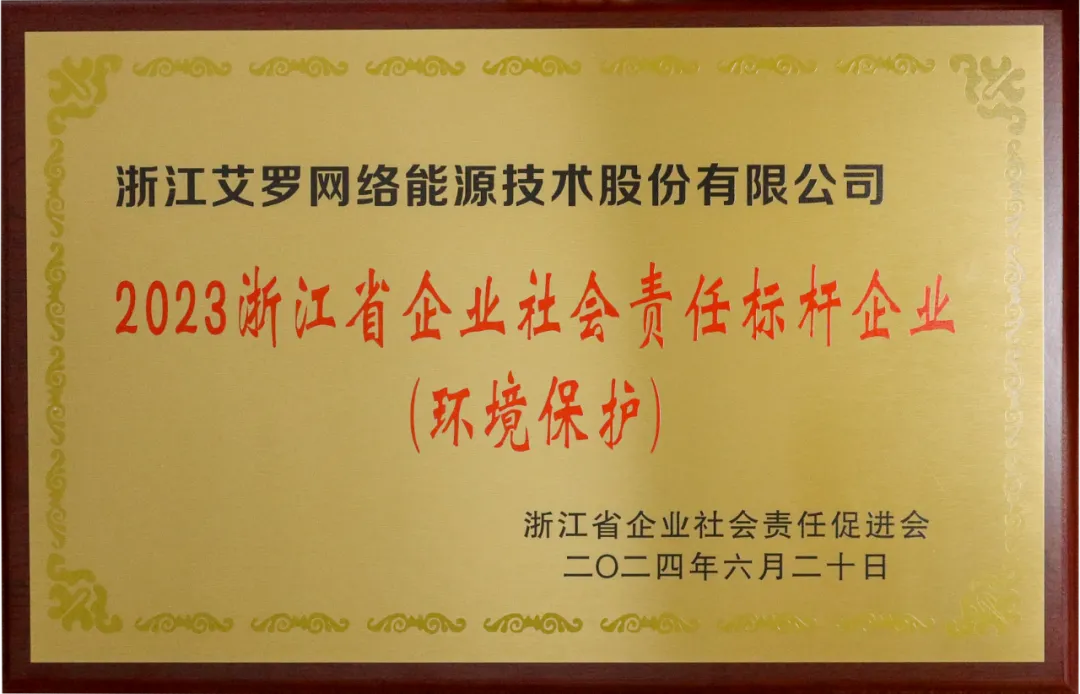 浙江艾罗网络能源技术股份有限公司
2023浙江省企业社会责任标杆企业
(环境保护)
浙江省企业社会责任促进会
二〇二四年六月二十日